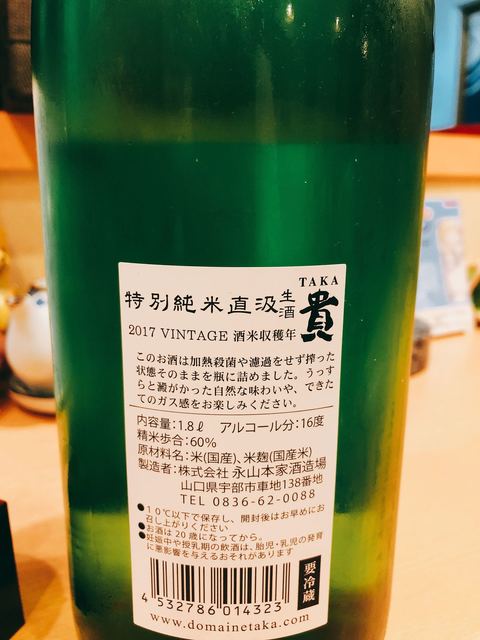 TAKA
特別純米直汲生酒 貴
2017 VINTAGE 酒米収穫年
このお酒は加熱殺菌や濾過をせず搾った
状態そのままを瓶に詰めました。うっす
らと澱がかった自然な味わいや、できた
てのガス感をお楽しみください。
内容量:1.8ℓ アルコール分:16度
精米歩合:60%
原材料名:米(国産)、米麹(国産米)
製造者:株式会社 永山本家酒造場
山口県宇部市車地138番地
TEL 0836-62-0088
●10℃以下で保存し、開封後はお早めにお
召し上がりください
●お酒は20歳になってから。
●妊娠中や授乳期の飲酒は、胎児・乳児の発育
に悪影響を与えるおそれがあります
要冷蔵
4 532786 014323
www.domainetaka.com